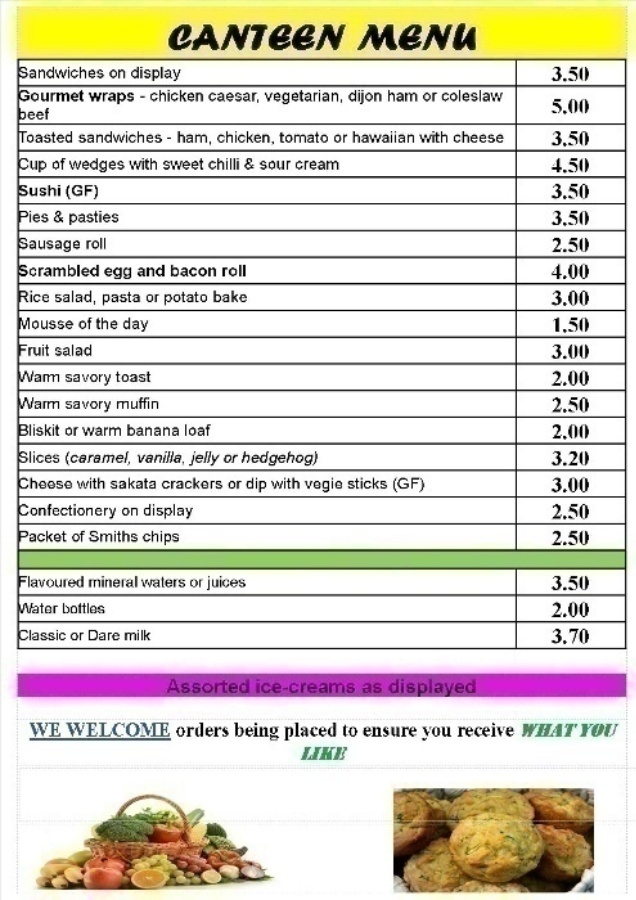 CANTEEN MENU
Sandwiches on display 3.50
Gourmet wraps - chicken caesar, vegetarian, dijon ham or coleslaw
beef 5.00
Toasted sandwiches - ham, chicken, tomato or hawaiian with cheese 3.50
Cup of wedges with sweet chilli & sour cream 4.50
Sushi (GF) 3.50
Pies & pasties 3.50
Sausage roll 2.50
Scrambled egg and bacon roll 4.00
Rice salad, pasta or potato bake 3.00
Mousse of the day 1.50
Fruit salad 3.00
Warm savory toast 2.00
Warm savory muffin 2.50
Bliskit or warm banana loaf 2.00
Slices (caramel, vanilla, jelly or hedgehog) 3.20
Cheese with sakata crackers or dip with vegie sticks (GF) 3.00
Confectionery on display 2.50
Packet of Smiths chips 2.50
Flavoured mineral waters or juices 3.50
Water bottles 2.00
Classic or Dare milk 3.70
Assorted ice-creams as displayed
WE WELCOME orders being placed to ensure you receive WHAT YOU
LIKE